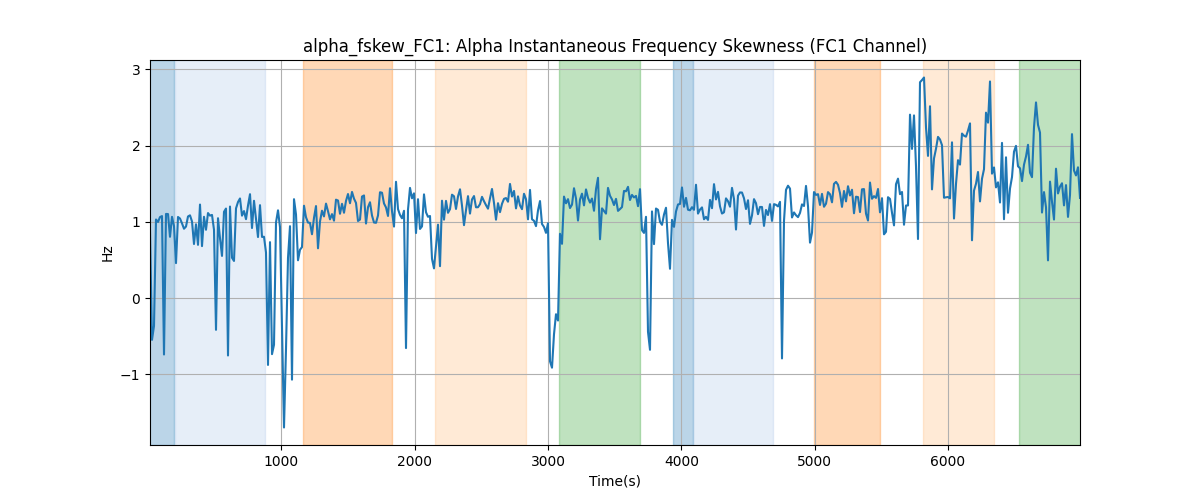 alpha_fskew_FC1: Alpha Instantaneous Frequency Skewness (FC1 Channel)
3
2
1
0
−1
Hz
1000 2000 3000 4000 5000 6000
Time(s)